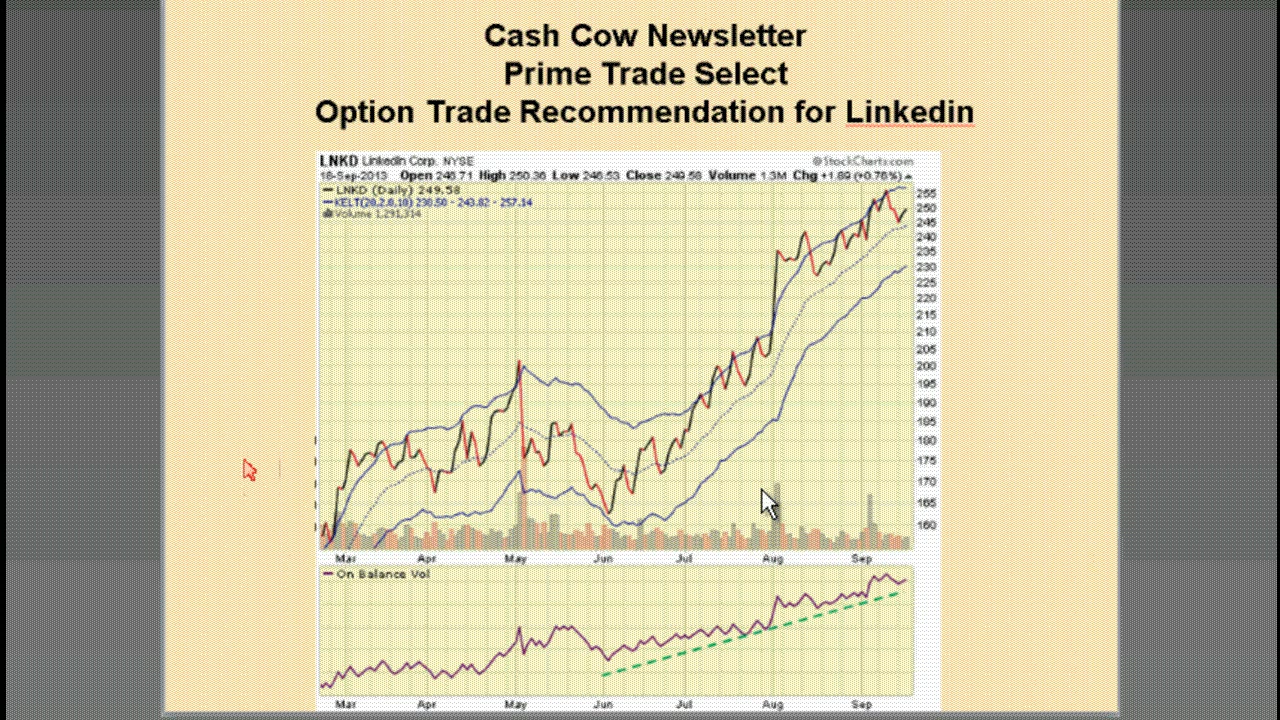 Cash Cow Newsletter
Prime Trade Select
Option Trade Recommendation for Linkedin
LNKD LinkedIn Corp. NYSE @StockCharts.com
Open 246.71 High 250.36 Low 246.53 Close 249.58 Volume 1.3M Chg +1.89 (+0.76%)
LNKD (Daily) 249.58
KELT(20,2.0,10) 230.50 - 243.82 - 257.14
Volume 1,291,314
255
250
245
240
235
230
225
220
215
210
205
200
195
190
185
180
175
170
165
160
Mar Apr May Jun Jul Aug Sep
On Balance Vol
Mar Apr May Jun Jul Aug Sep